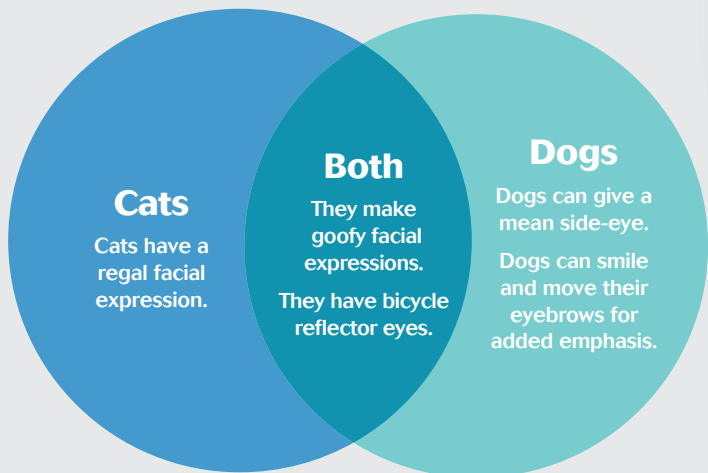 Cats
Cats have a
regal facial
expression.
Both
They make
goofy facial
expressions.
They have bicycle
reflector eyes.
Dogs
Dogs can give a
mean side-eye.
Dogs can smile
and move their
eyebrows for
added emphasis.